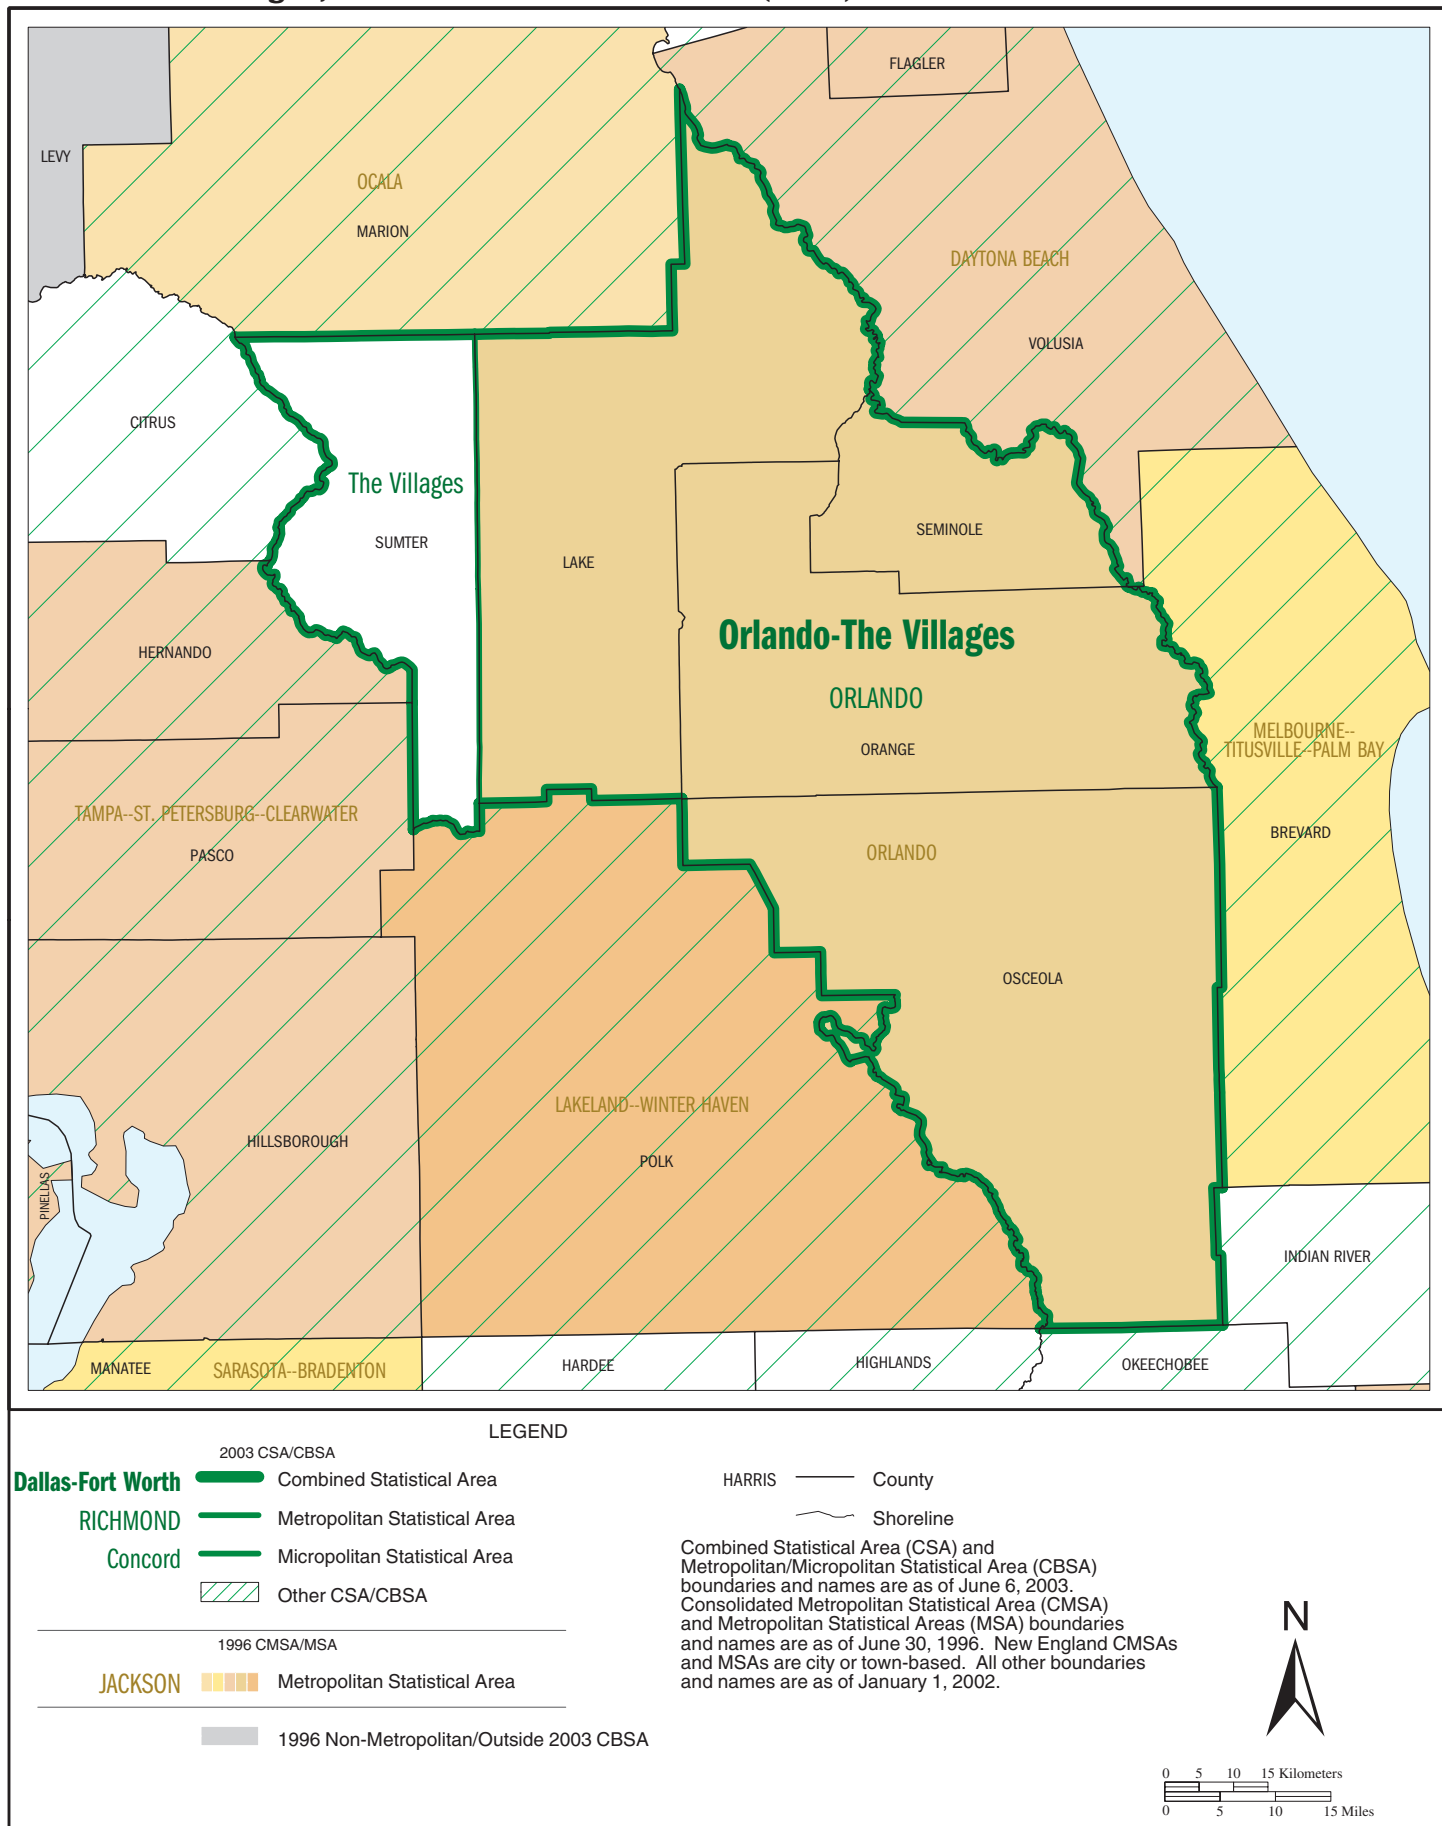 FLAGLER
LEVY
OCALA
MARION
DAYTONA BEACH
VOLUSIA
CITRUS
The Villages
SUMTER
SEMINOLE
LAKE
Orlando-The Villages
HERNANDO
ORLANDO
ORANGE
MELBOURNE--
TITUSVILLE--PALM BAY
TAMPA--ST. PETERSBURG--CLEARWATER
PASCO
ORLANDO
BREVARD
OSCEOLA
LAKELAND--WINTER HAVEN
HILLSBOROUGH
POLK
PINELLAS
INDIAN RIVER
MANATEE
SARASOTA--BRADENTON
HARDEE
HIGHLANDS
OKEECHOBEE
LEGEND
2003 CSA/CBSA
Dallas-Fort Worth Combined Statistical Area
RICHMOND Metropolitan Statistical Area
Concord Micropolitan Statistical Area
Other CSA/CBSA
1996 CMSA/MSA
JACKSON Metropolitan Statistical Area
1996 Non-Metropolitan/Outside 2003 CBSA
HARRIS County
Shoreline
Combined Statistical Area (CSA) and
Metropolitan/Micropolitan Statistical Area (CBSA)
boundaries and names are as of June 6, 2003.
Consolidated Metropolitan Statistical Area (CMSA)
and Metropolitan Statistical Areas (MSA) boundaries
and names are as of June 30, 1996. New England CMSAs
and MSAs are city or town-based. All other boundaries
and names are as of January 1, 2002.
N
0 5 10 15 Kilometers
0 5 10 15 Miles